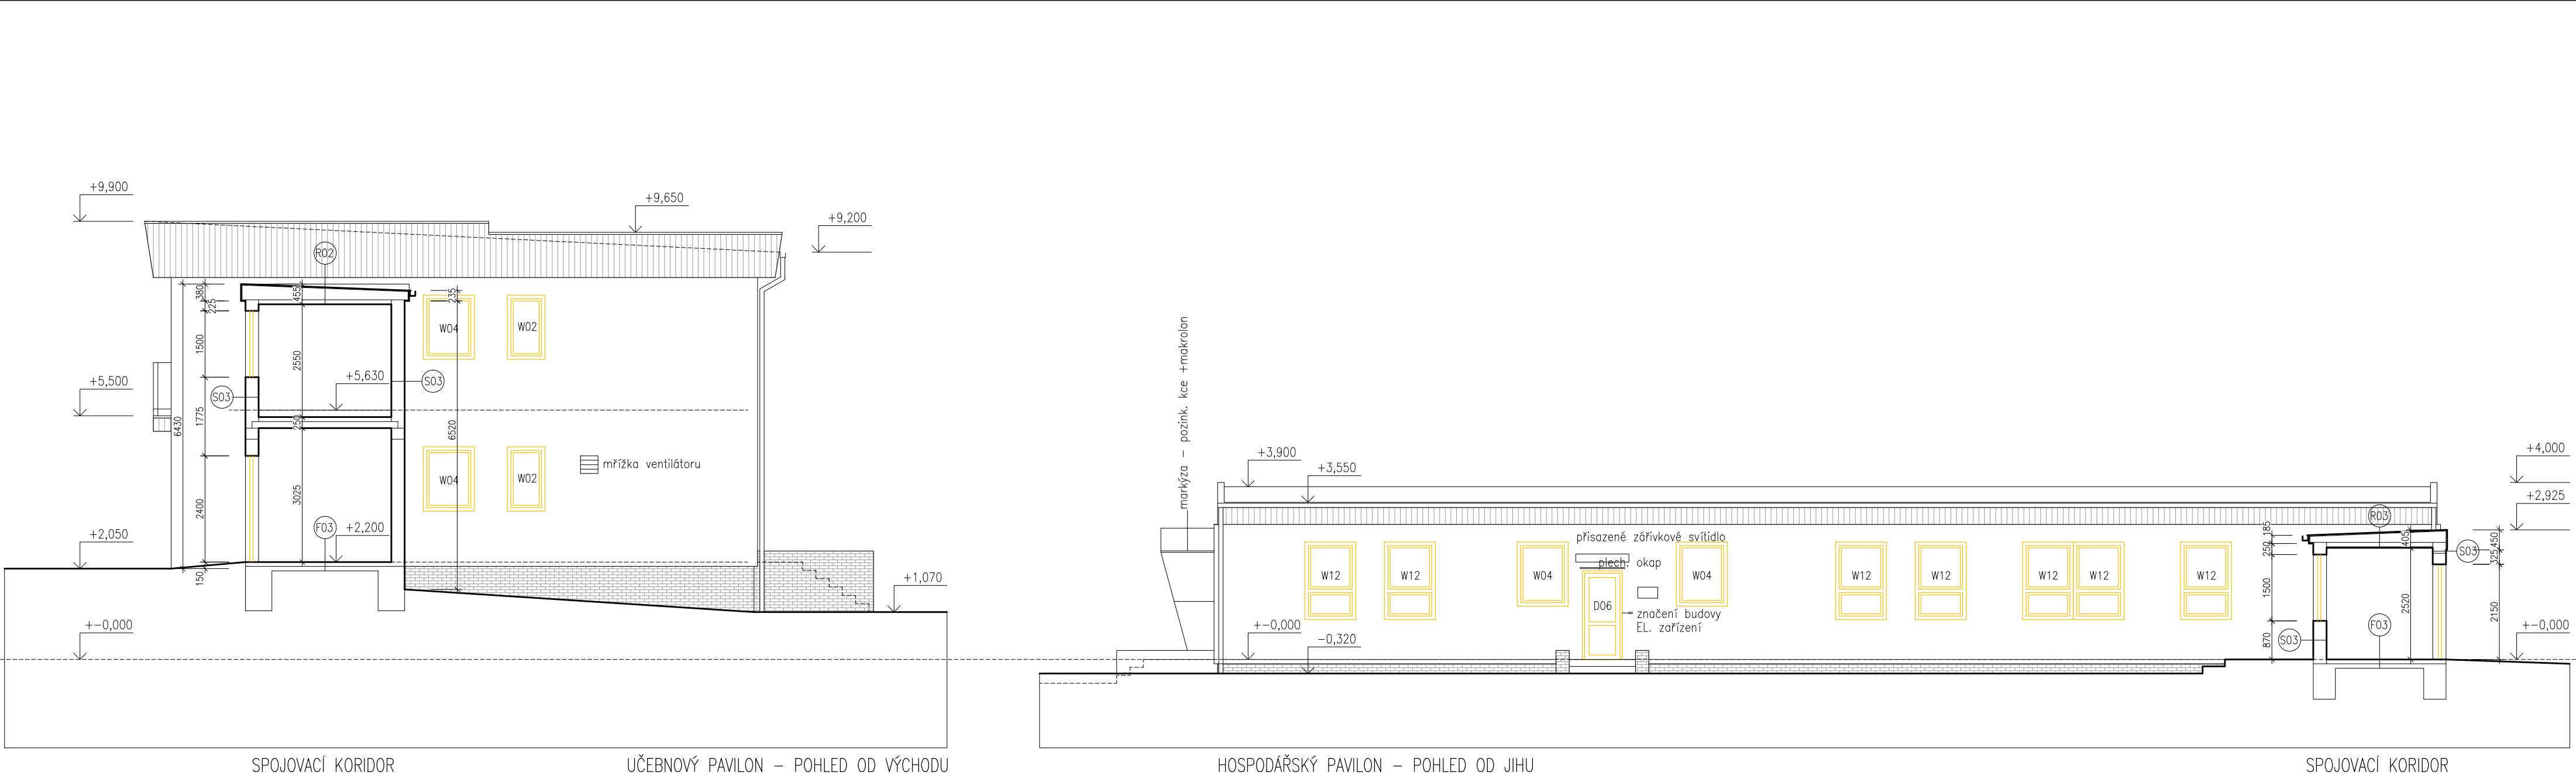 +9,900
+9,650
+9,200
R02
380
225
455
235
W04
W02
1500
2550
+5,630
+5,500
S03
S03
6430
1775
250
6520
W04
W02
mřížka ventilátoru
2400
3025
F03
+2,200
+2,050
150
+1,070
+-0,000
SPOJOVACÍ KORIDOR
UČEBNOVÝ PAVILON – POHLED OD VÝCHODU
markýza – pozink. kce +makrolon
+3,900
+3,550
+4,000
+2,925
přisazené zářivkové svítidlo
plech. okap
W12
W12
W04
D06
W04
W12
W12
W12
W12
W12
značení budovy
EL. zařízení
+-0,000
-0,320
R03
185
250
405
450
325
S03
1500
2520
2150
870
S03
F03
+-0,000
HOSPODÁŘSKÝ PAVILON – POHLED OD JIHU
SPOJOVACÍ KORIDOR